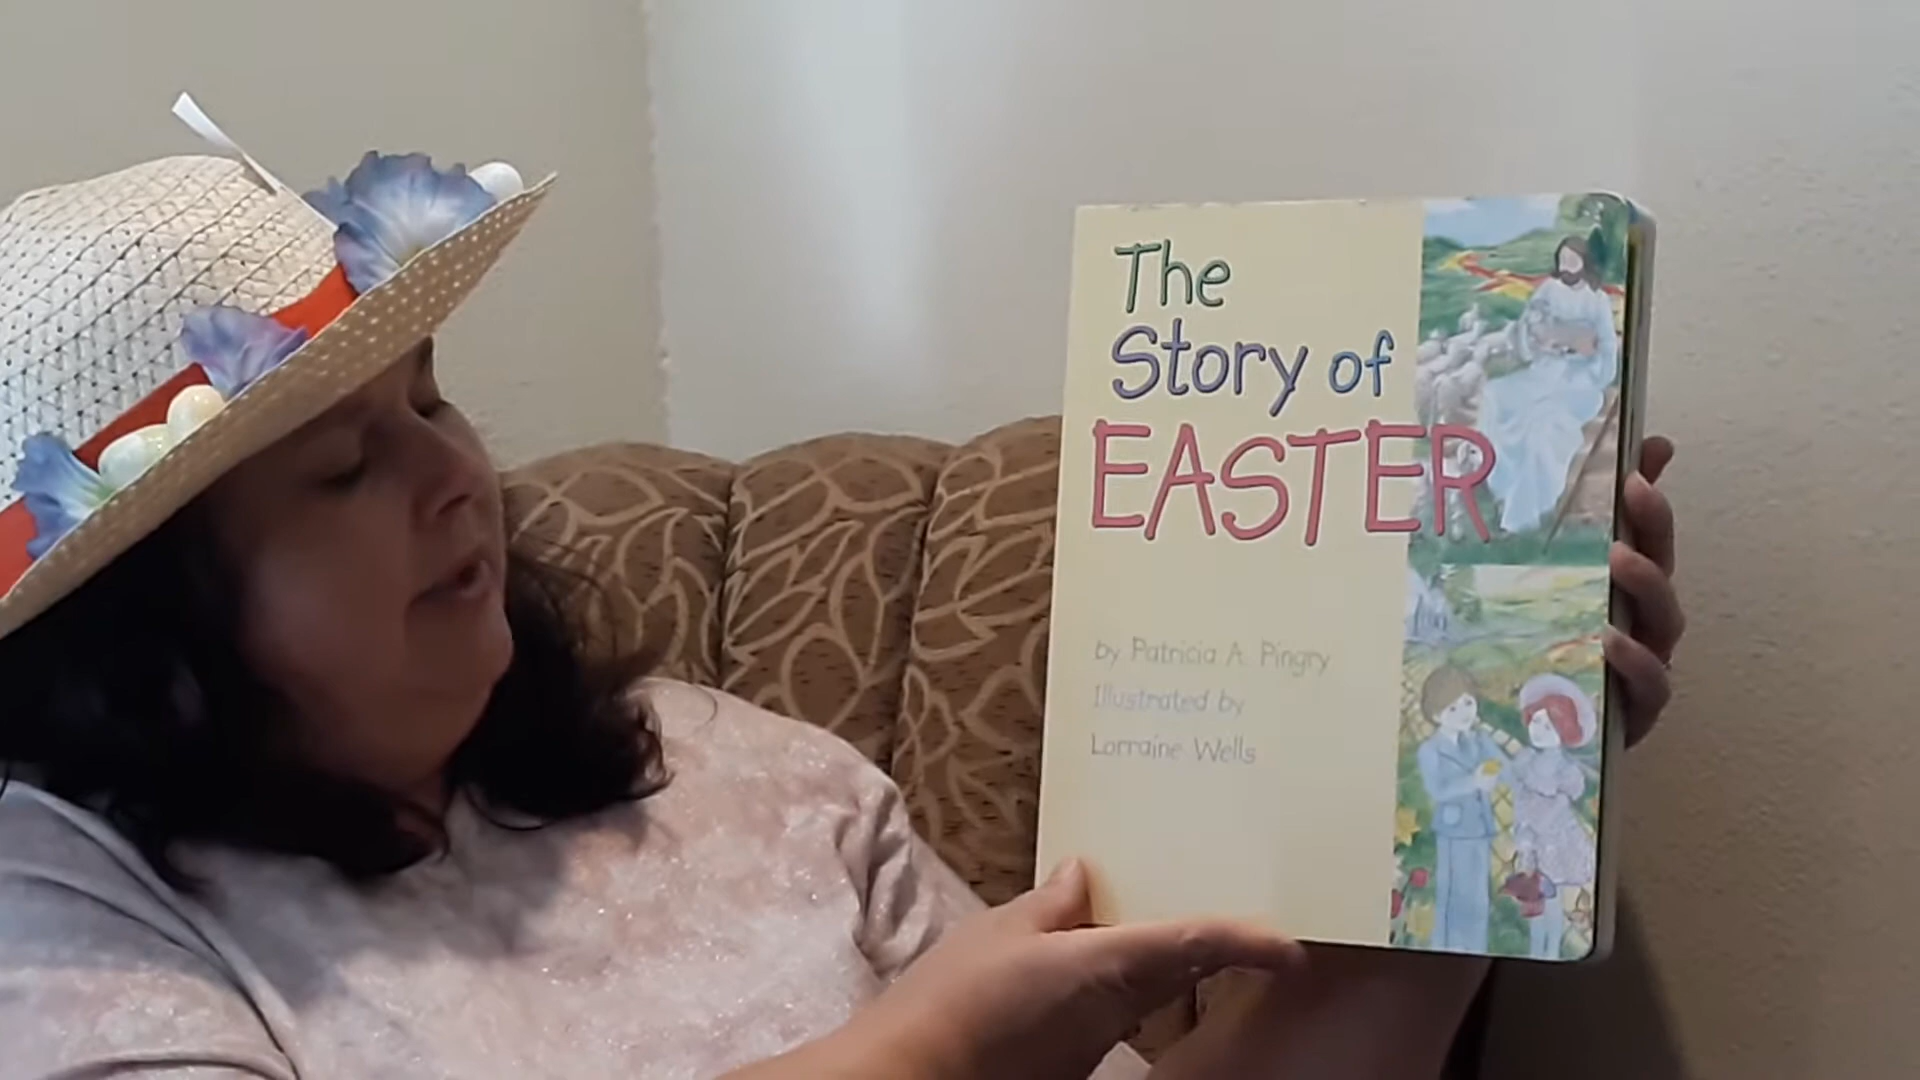 The
Story of
EASTER
by Patricia A. Pingry
Illustrated by
Lorraine Wells